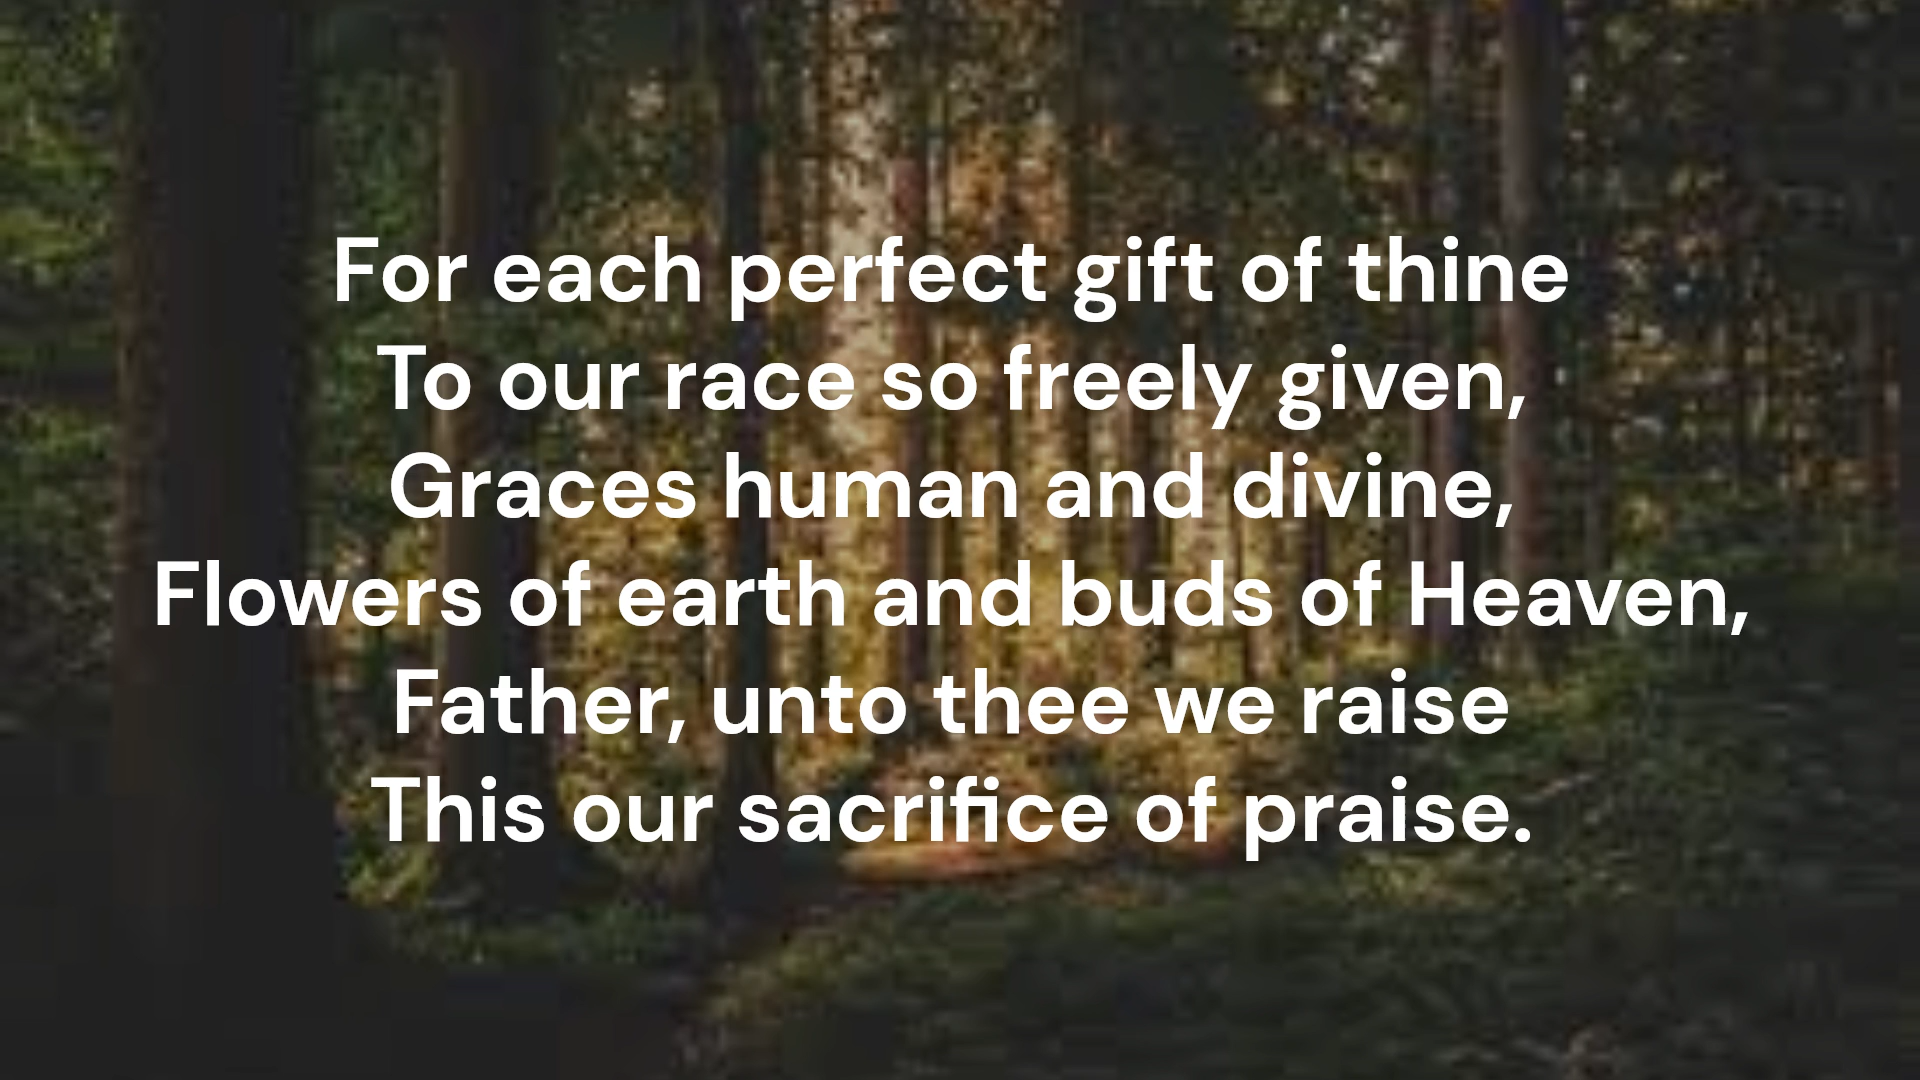 For each perfect gift of thine
To our race so freely given,
Graces human and divine,
Flowers of earth and buds of Heaven,
Father, unto thee we raise
This our sacrifice of praise.